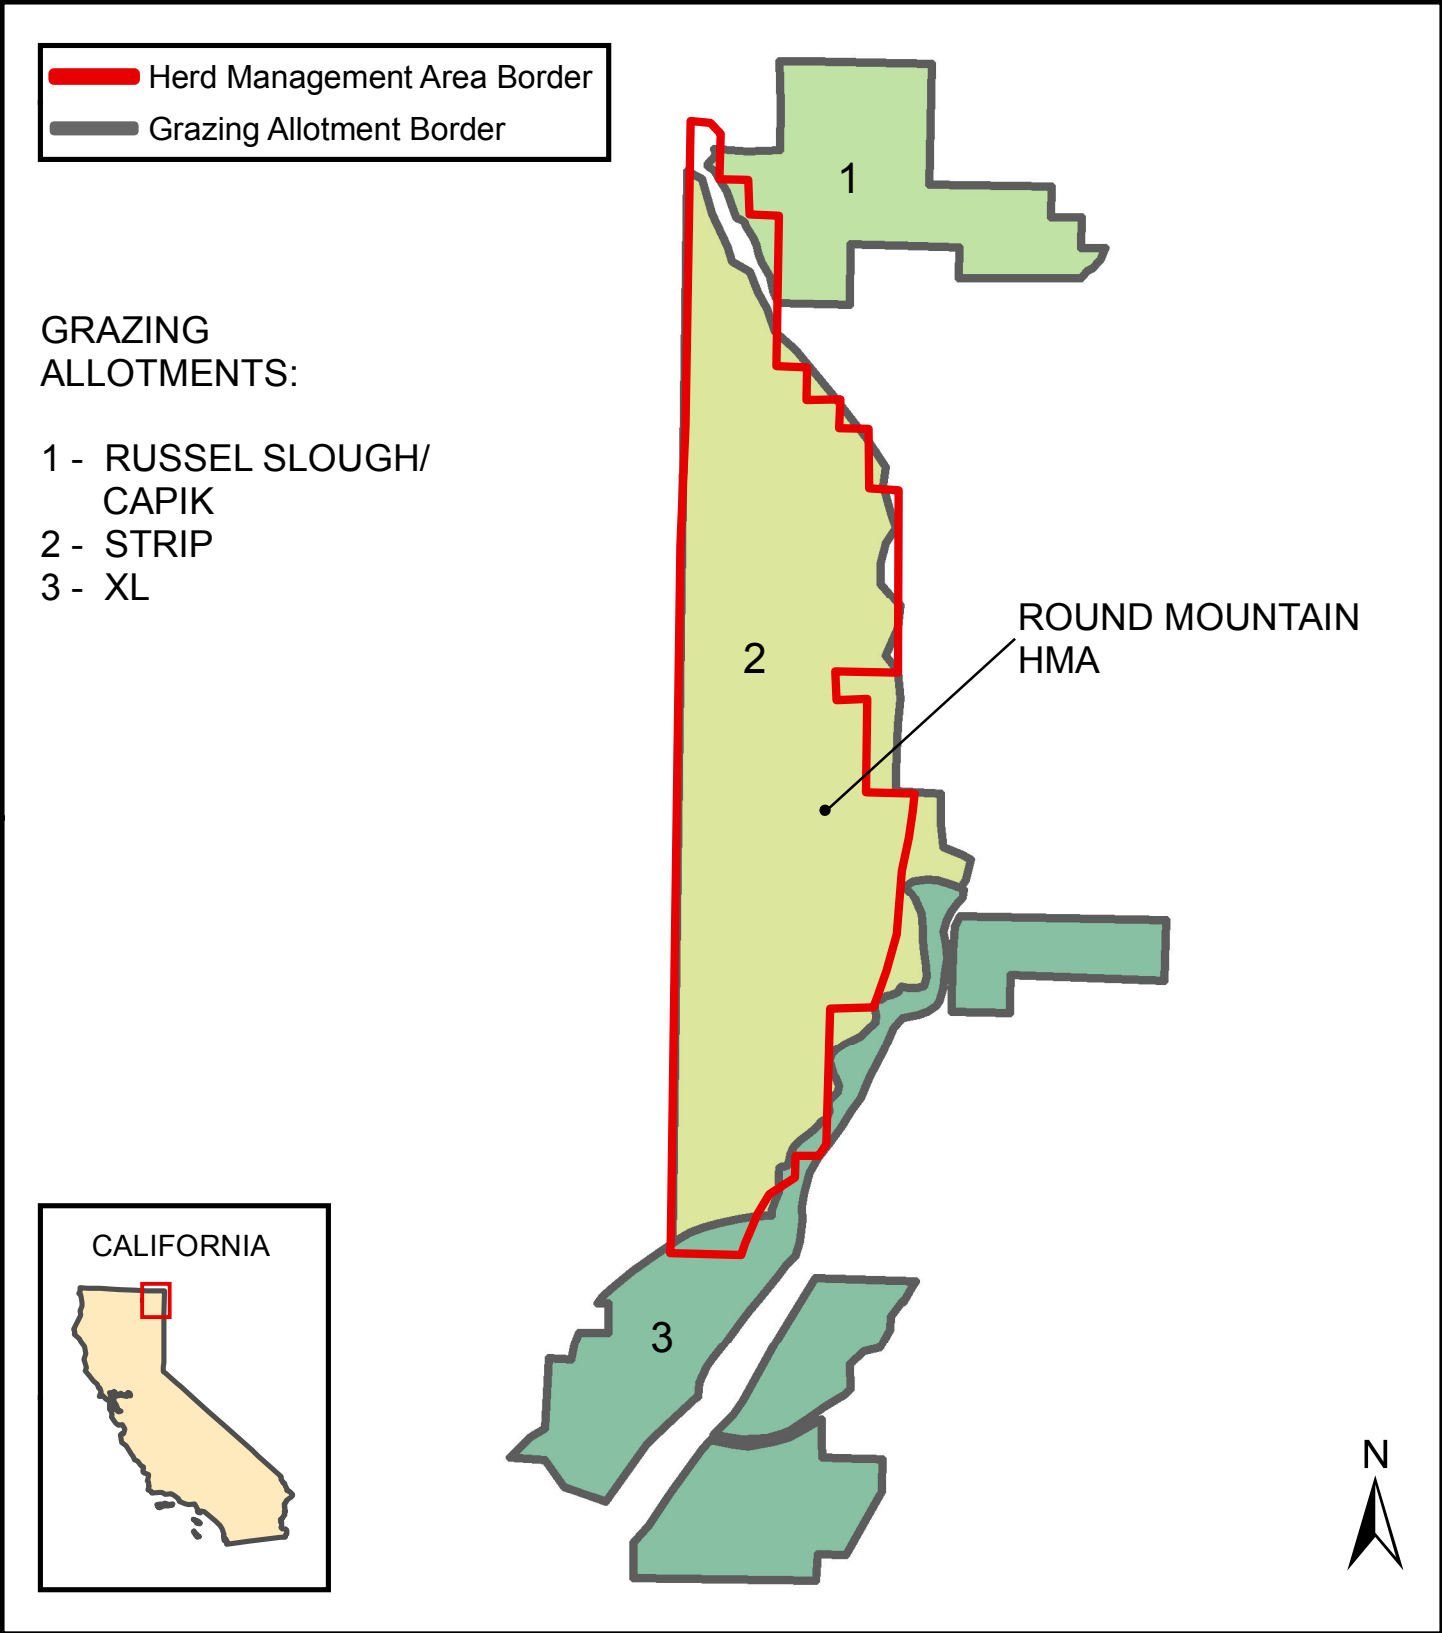 Herd Management Area Border
Grazing Allotment Border
GRAZING
ALLOTMENTS:
1 - RUSSEL SLOUGH/
CAPIK
2 - STRIP
3 - XL
1
2
ROUND MOUNTAIN
HMA
3
CALIFORNIA
N